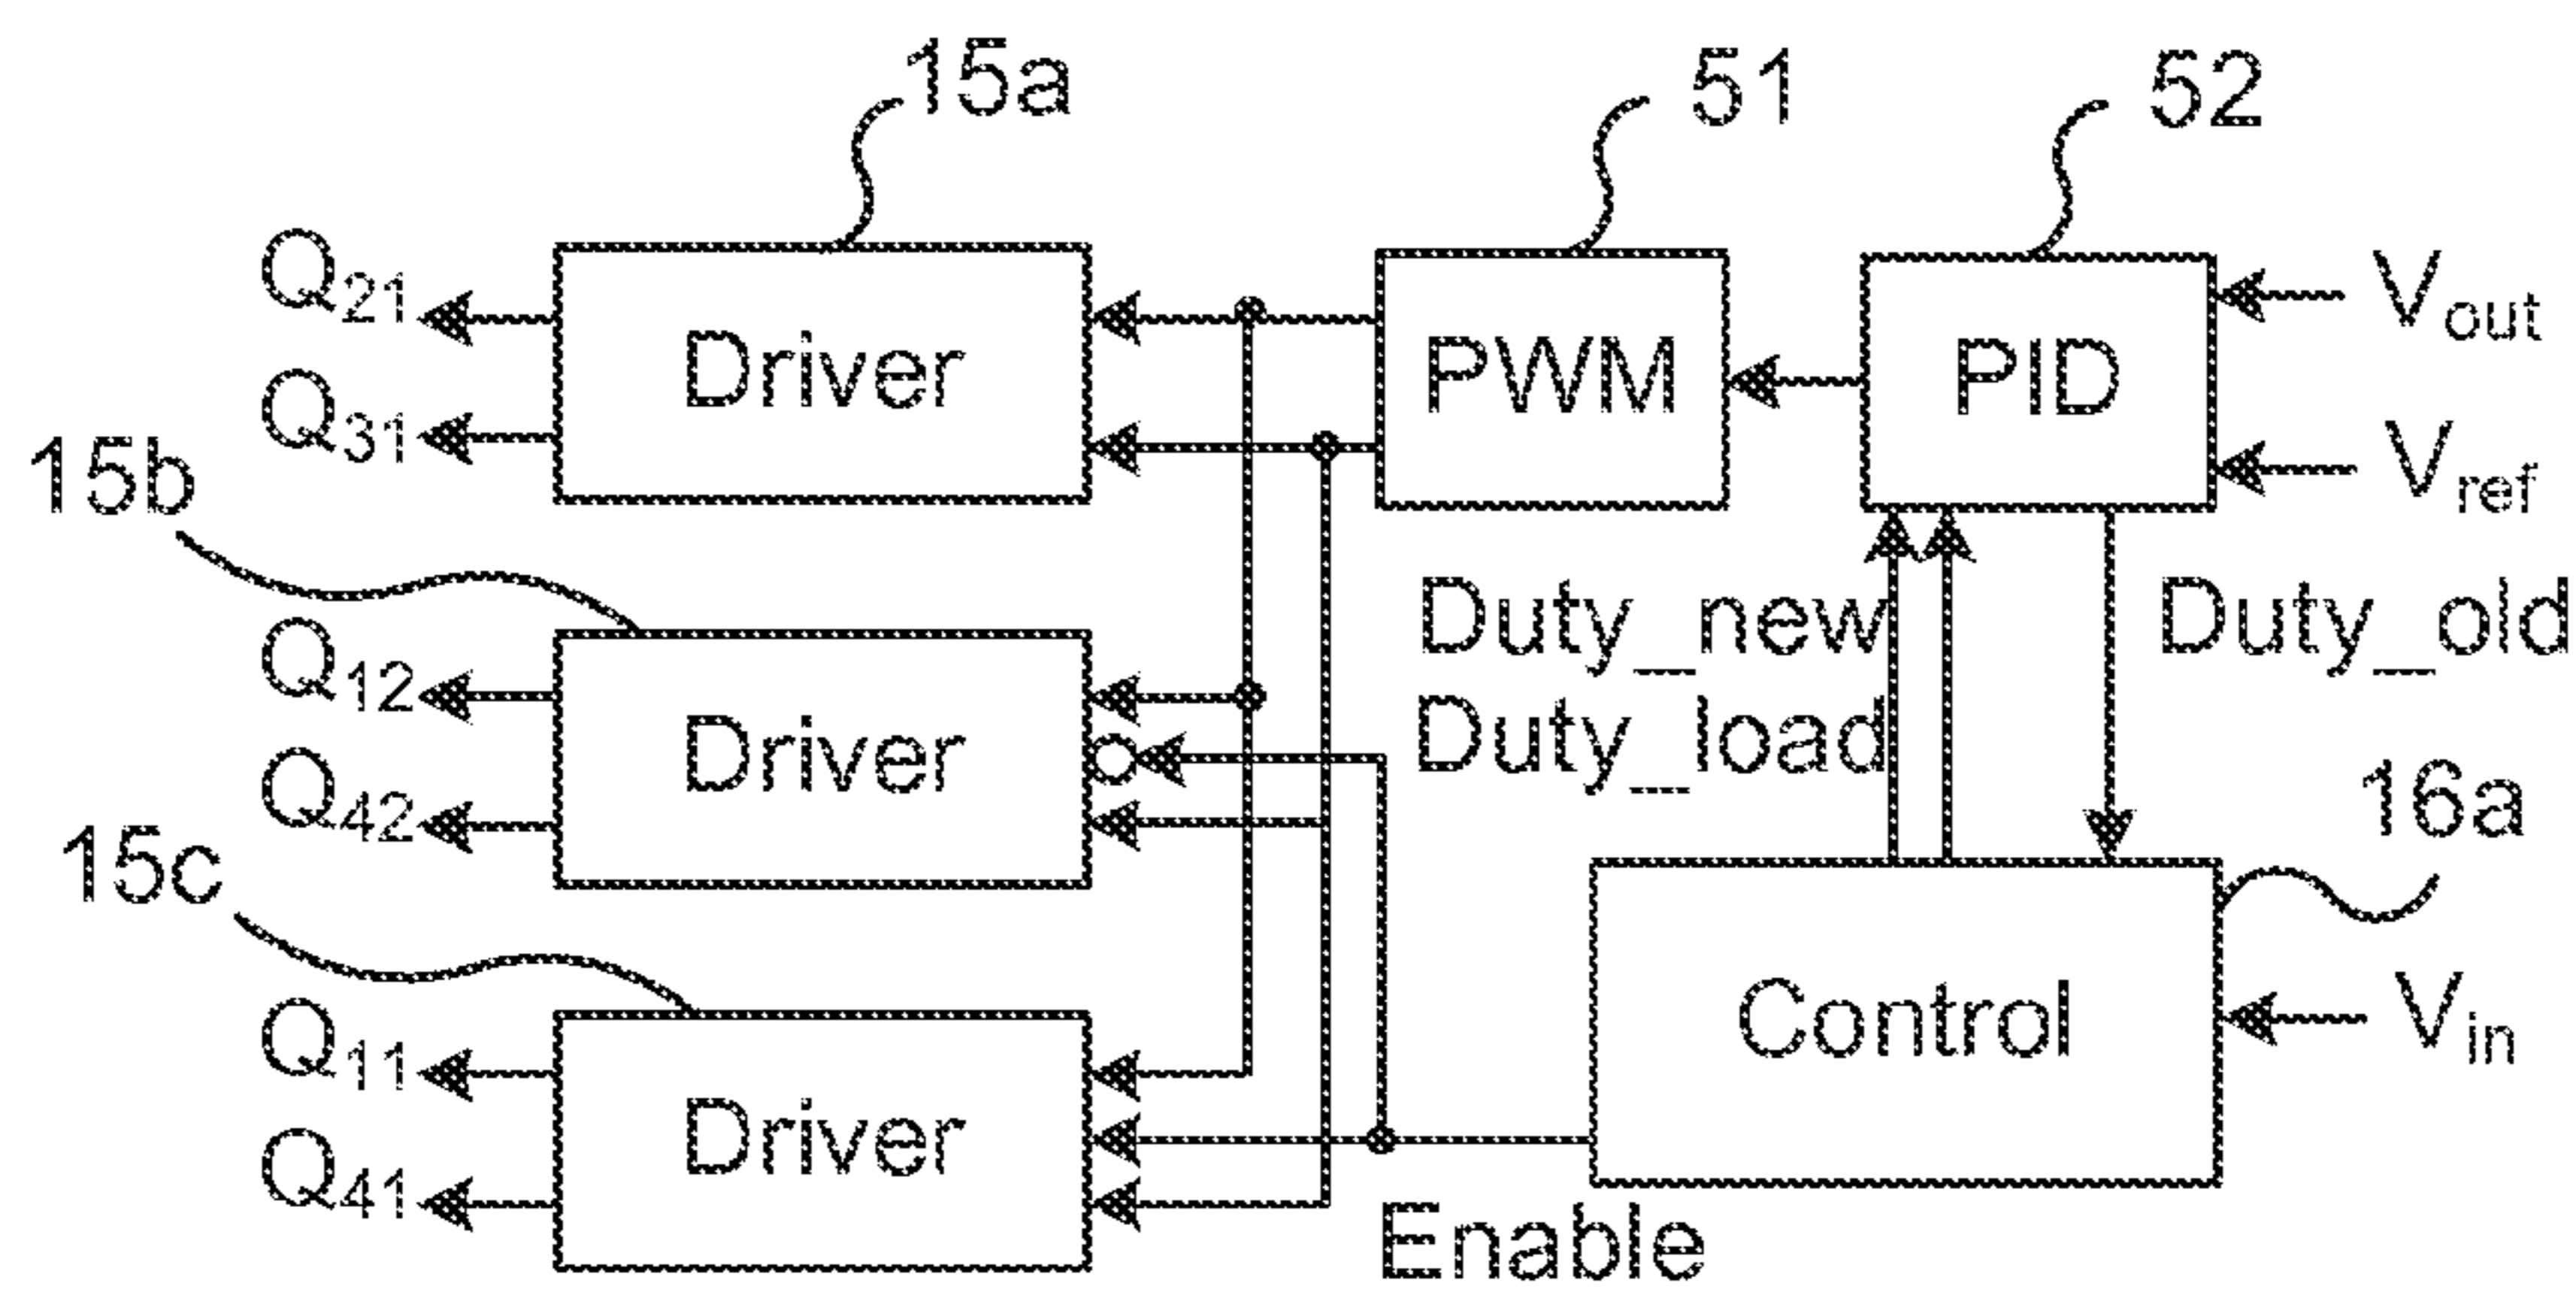 15a
51
52
Q21
Driver
PWM
PID
Vout
Q31
Vref
15b
Duty_new
Duty_old
Q12
Driver
Duty_load
Q42
16a
15c
Q11
Control
Vin
Driver
Q41
Enable